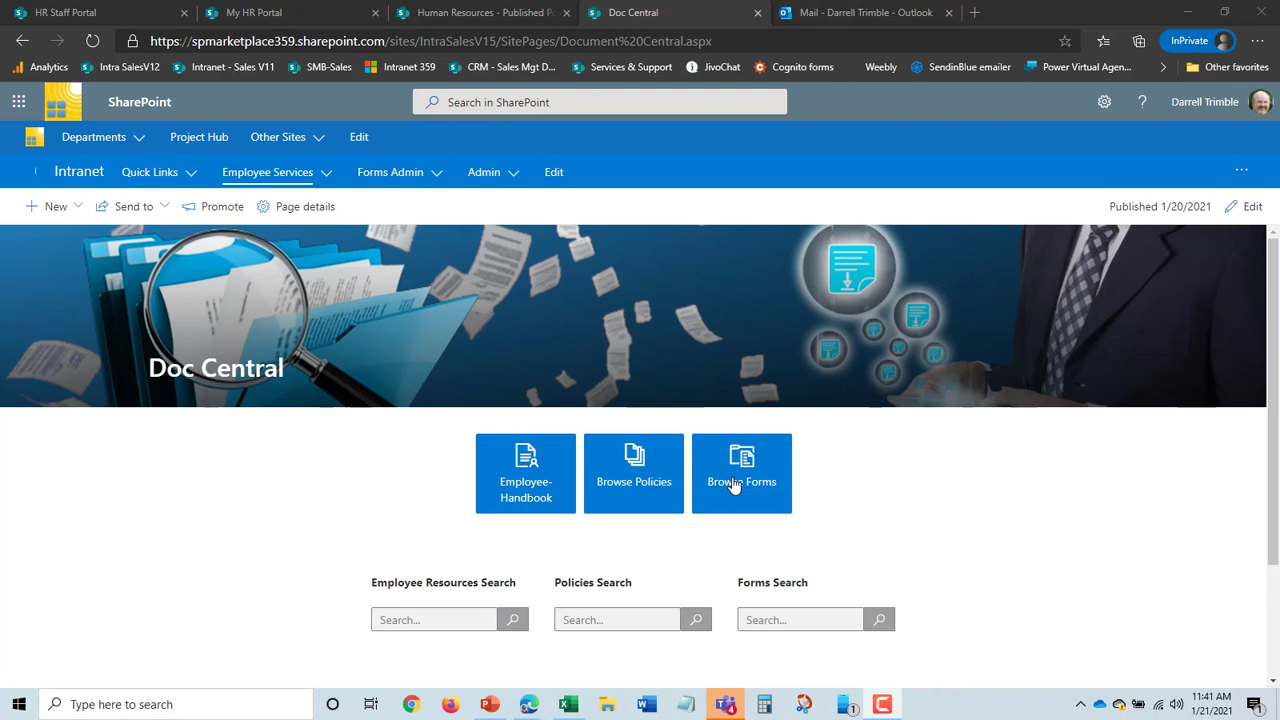 HR Staff Portal
My HR Portal
Human Resources - Published Po
Doc Central
Mail - Darrell Trimble - Outlook
https://spmarketplace359.sharepoint.com/sites/IntraSalesV15/SitePages/Document%20Central.aspx
InPrivate
Analytics
Intra SalesV12
Intranet - Sales V11
SMB-Sales
Intranet 359
CRM - Sales Mgt D...
Services & Support
JivoChat
Cognito forms
Weebly
SendinBlue emailer
Power Virtual Agen...
Other favorites
SharePoint
Search in SharePoint
Darrell Trimble
Departments
Project Hub
Other Sites
Edit
I
Intranet
Quick Links
Employee Services
Forms Admin
Admin
Edit
New
Send to
Promote
Page details
Published 1/20/2021
Edit
Doc Central
Employee-
Handbook
Browse Policies
Browse Forms
Employee Resources Search
Policies Search
Forms Search
Search...
Search...
Search...
Type here to search
4
1
11:41 AM
1/21/2021
1